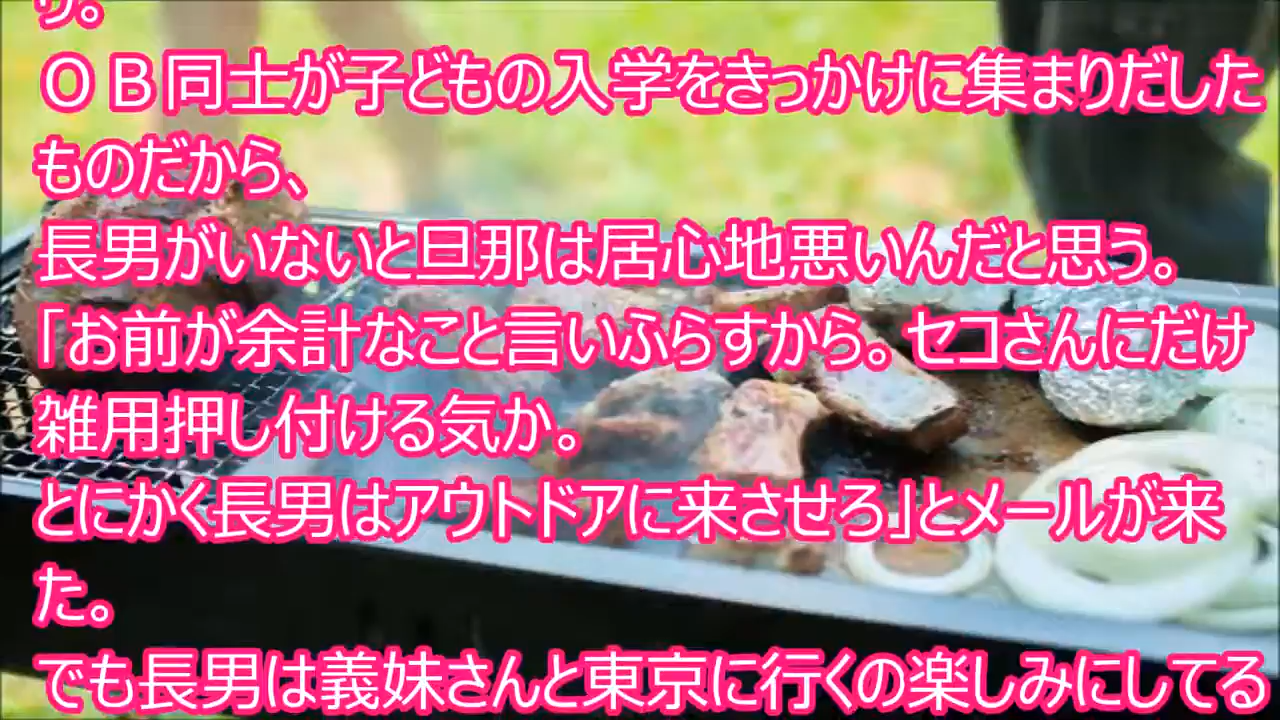 り。
ＯＢ同士が子どもの入学をきっかけに集まりだした
ものだから、
長男がいないと旦那は居心地悪いんだと思う。
「お前が余計なこと言いふらすから。セコさんにだけ
雑用押し付ける気か。
とにかく長男はアウトドアに来させろ」とメールが来
た。
でも長男は義妹さんと東京に行くの楽しみにしてる